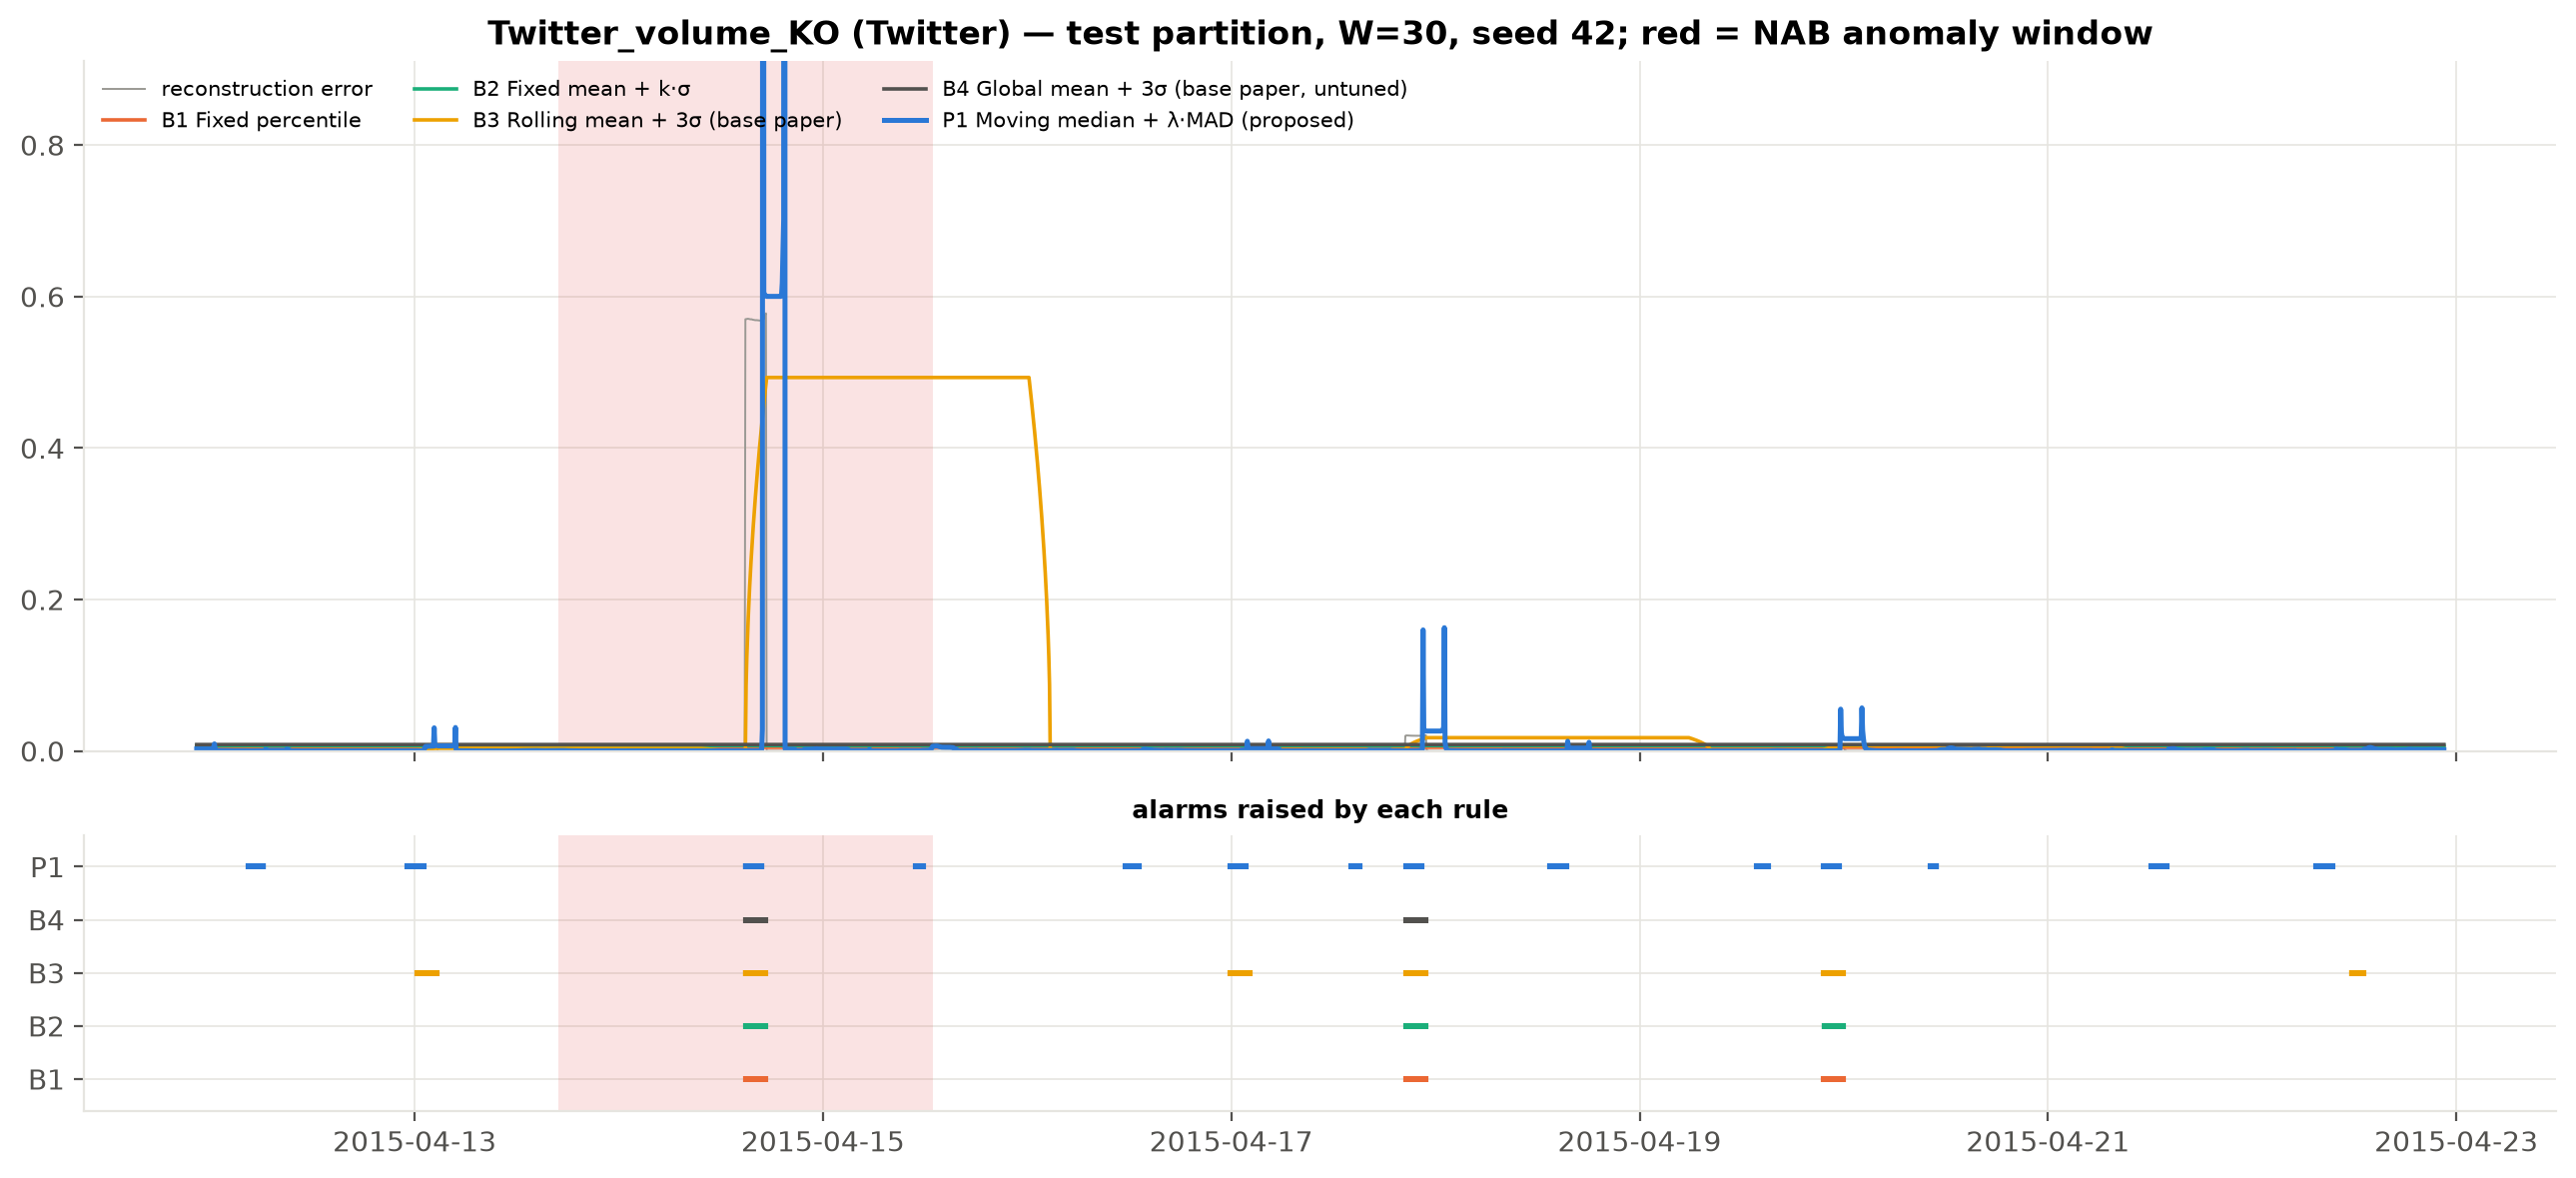 Twitter_volume_KO (Twitter) — test partition, W=30, seed 42; red = NAB anomaly window
reconstruction error
B1 Fixed percentile
B2 Fixed mean + k·σ
B3 Rolling mean + 3σ (base paper)
B4 Global mean + 3σ (base paper, untuned)
P1 Moving median + λ·MAD (proposed)
0.8
0.6
0.4
0.2
0.0
alarms raised by each rule
P1
B4
B3
B2
B1
2015-04-13 2015-04-15 2015-04-17 2015-04-19 2015-04-21 2015-04-23